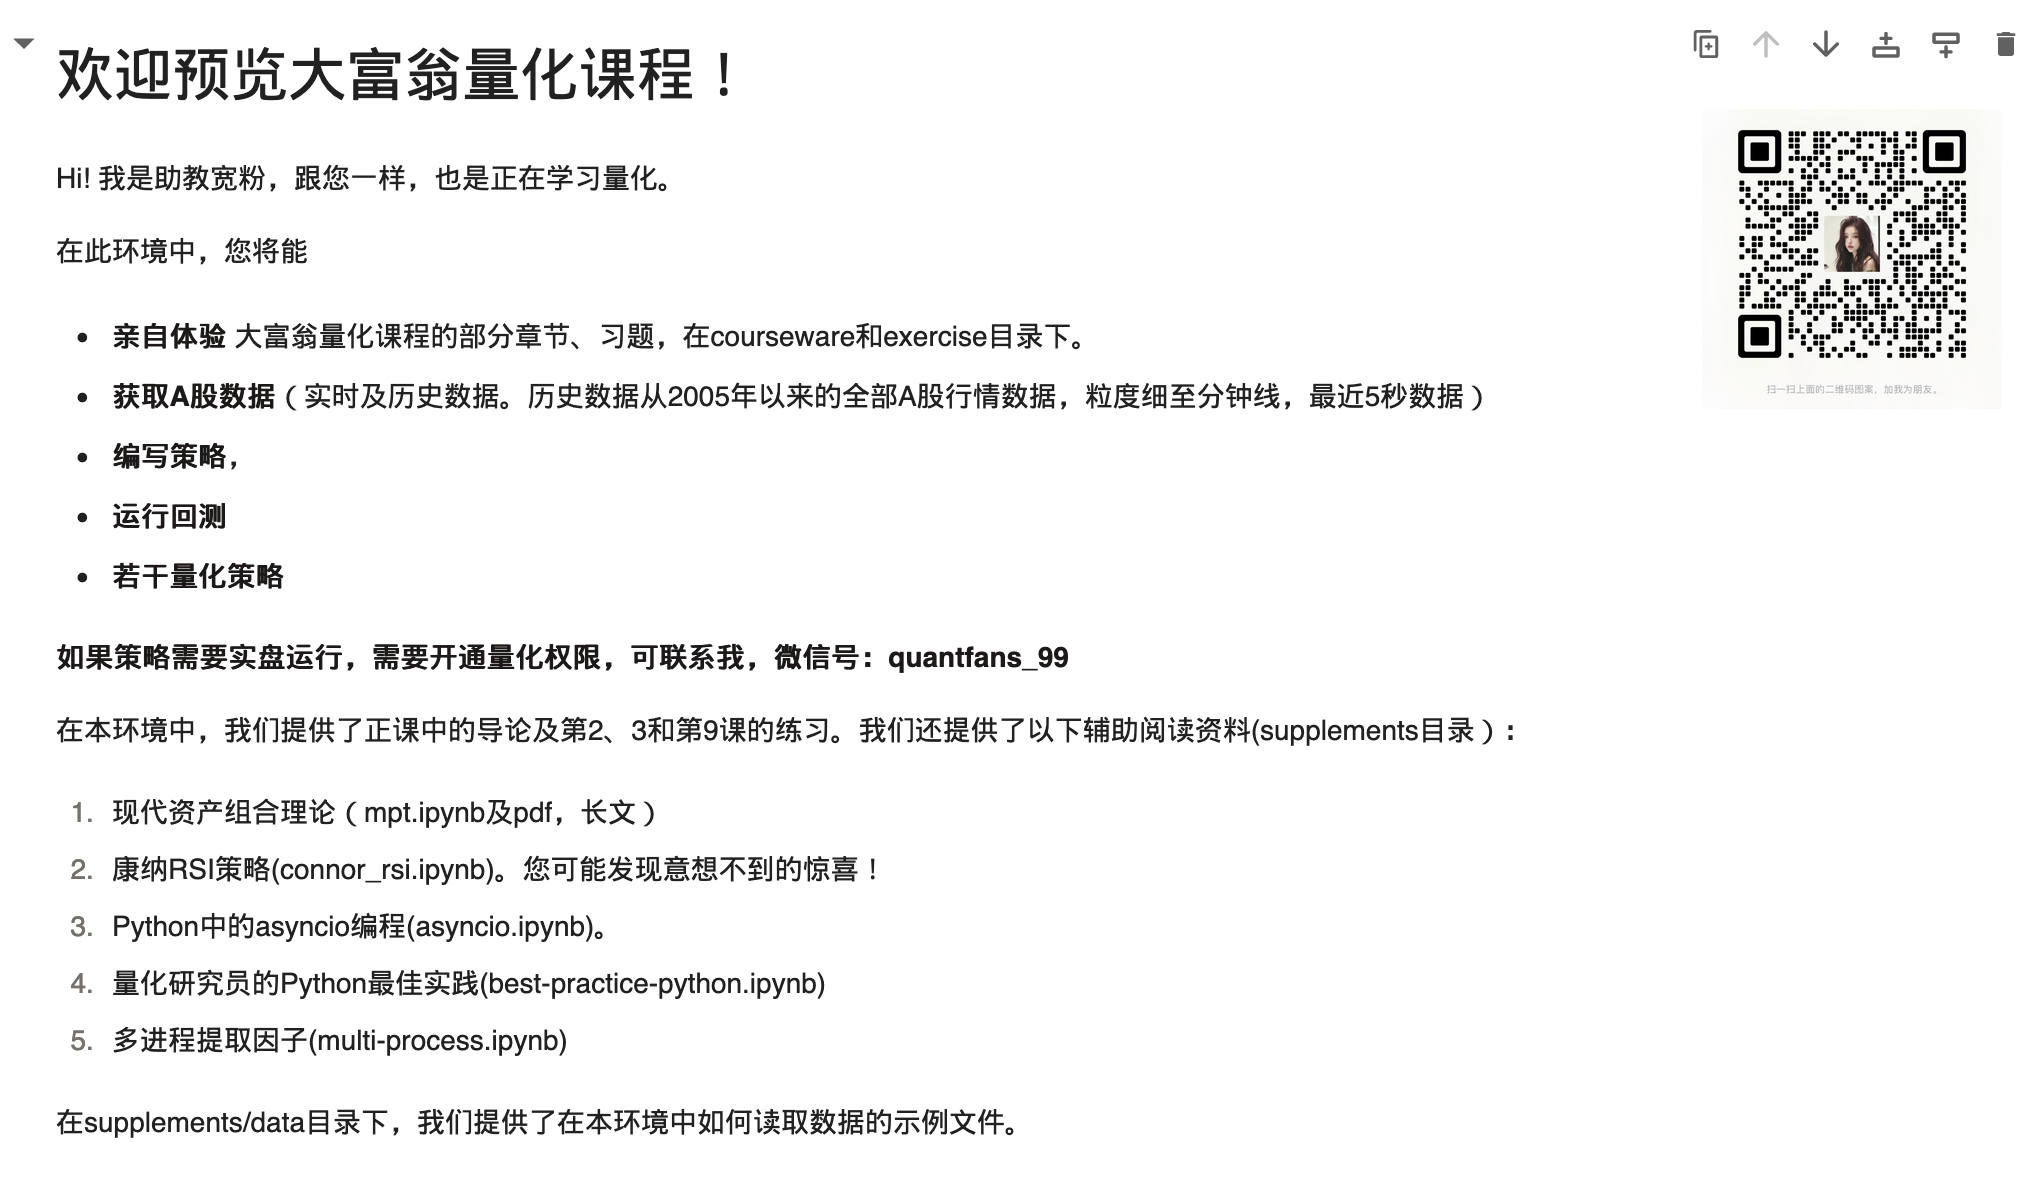 欢迎预览大富翁量化课程！
Hi! 我是助教宽粉，跟您一样，也是正在学习量化。
在此环境中，您将能
亲自体验 大富翁量化课程的部分章节、习题，在courseware和exercise目录下。
获取A股数据（实时及历史数据。历史数据从2005年以来的全部A股行情数据，粒度细至分钟线，最近5秒数据）
编写策略，
运行回测
若干量化策略
如果策略需要实盘运行，需要开通量化权限，可联系我，微信号：quantfans_99
在本环境中，我们提供了正课中的导论及第2、3和第9课的练习。我们还提供了以下辅助阅读资料(supplements目录）：
1. 现代资产组合理论（mpt.ipynb及pdf，长文）
2. 康纳RSI策略(connor_rsi.ipynb)。您可能发现意想不到的惊喜！
3. Python中的asyncio编程(asyncio.ipynb)。
4. 量化研究员的Python最佳实践(best-practice-python.ipynb)
5. 多进程提取因子(multi-process.ipynb)
在supplements/data目录下，我们提供了在本环境中如何读取数据的示例文件。
扫一扫上面的二维码图案，加我为朋友。